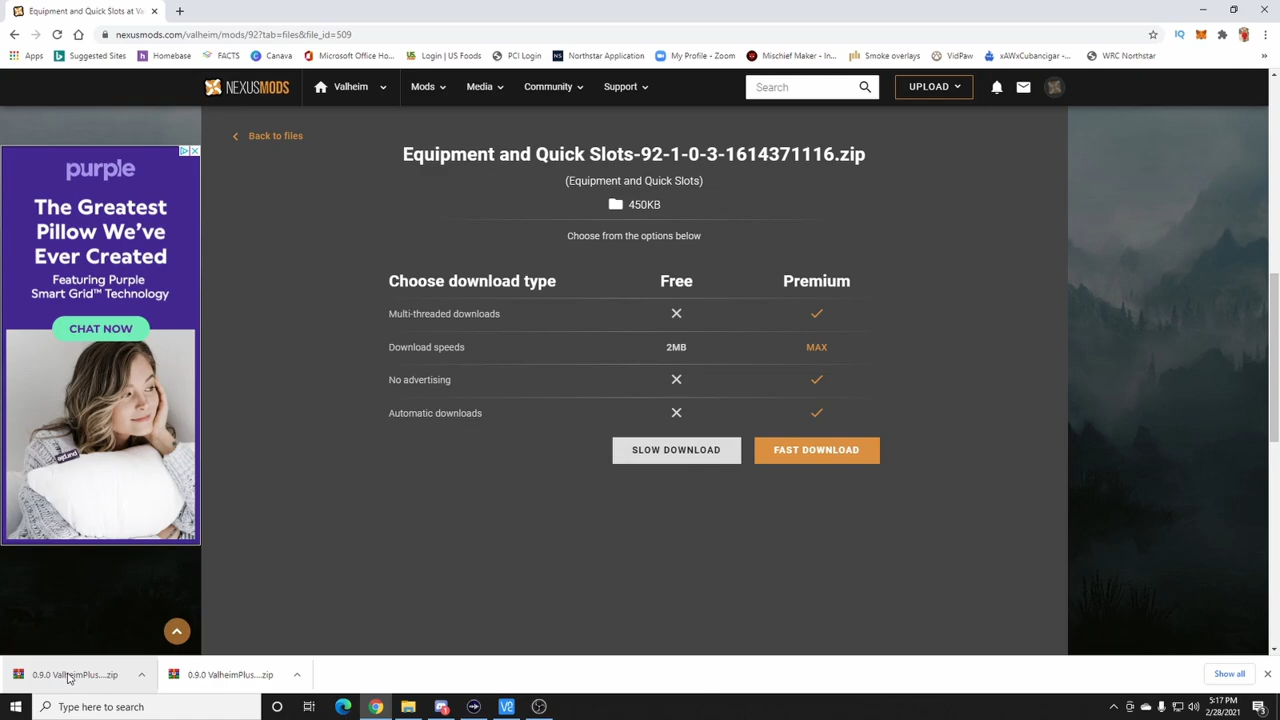 Equipment and Quick Slots at Va
nexusmods.com/valheim/mods/92?tab=files&file_id=509
Apps
Suggested Sites
Homebase
FACTS
Canva
Microsoft Office Ho...
Login | US Foods
PCI Login
Northstar Application
My Profile - Zoom
Mischief Maker - In...
Smoke overlays
VidPaw
xAWxCubancigar...
WRC Northstar
NEXUSMODS
Valheim
Mods
Media
Community
Support
Search
UPLOAD
Back to files
Equipment and Quick Slots-92-1-0-3-1614371116.zip
(Equipment and Quick Slots)
450KB
Choose from the options below
Choose download type Free Premium
Multi-threaded downloads
Download speeds 2MB MAX
No advertising
Automatic downloads
SLOW DOWNLOAD FAST DOWNLOAD
purple
The Greatest
Pillow We’ve
Ever Created
Featuring Purple
Smart Grid™ Technology
CHAT NOW
0.9.0 ValheimPlus....zip
0.9.0 ValheimPlus....zip
Show all
Type here to search
5:17 PM
2/28/2021